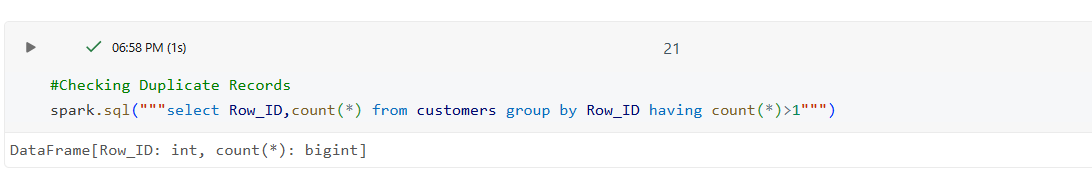 06:58 PM (1s)
21
#Checking Duplicate Records
spark.sql("""select Row_ID,count(*) from customers group by Row_ID having count(*)>1""")
DataFrame[Row_ID: int, count(*): bigint]